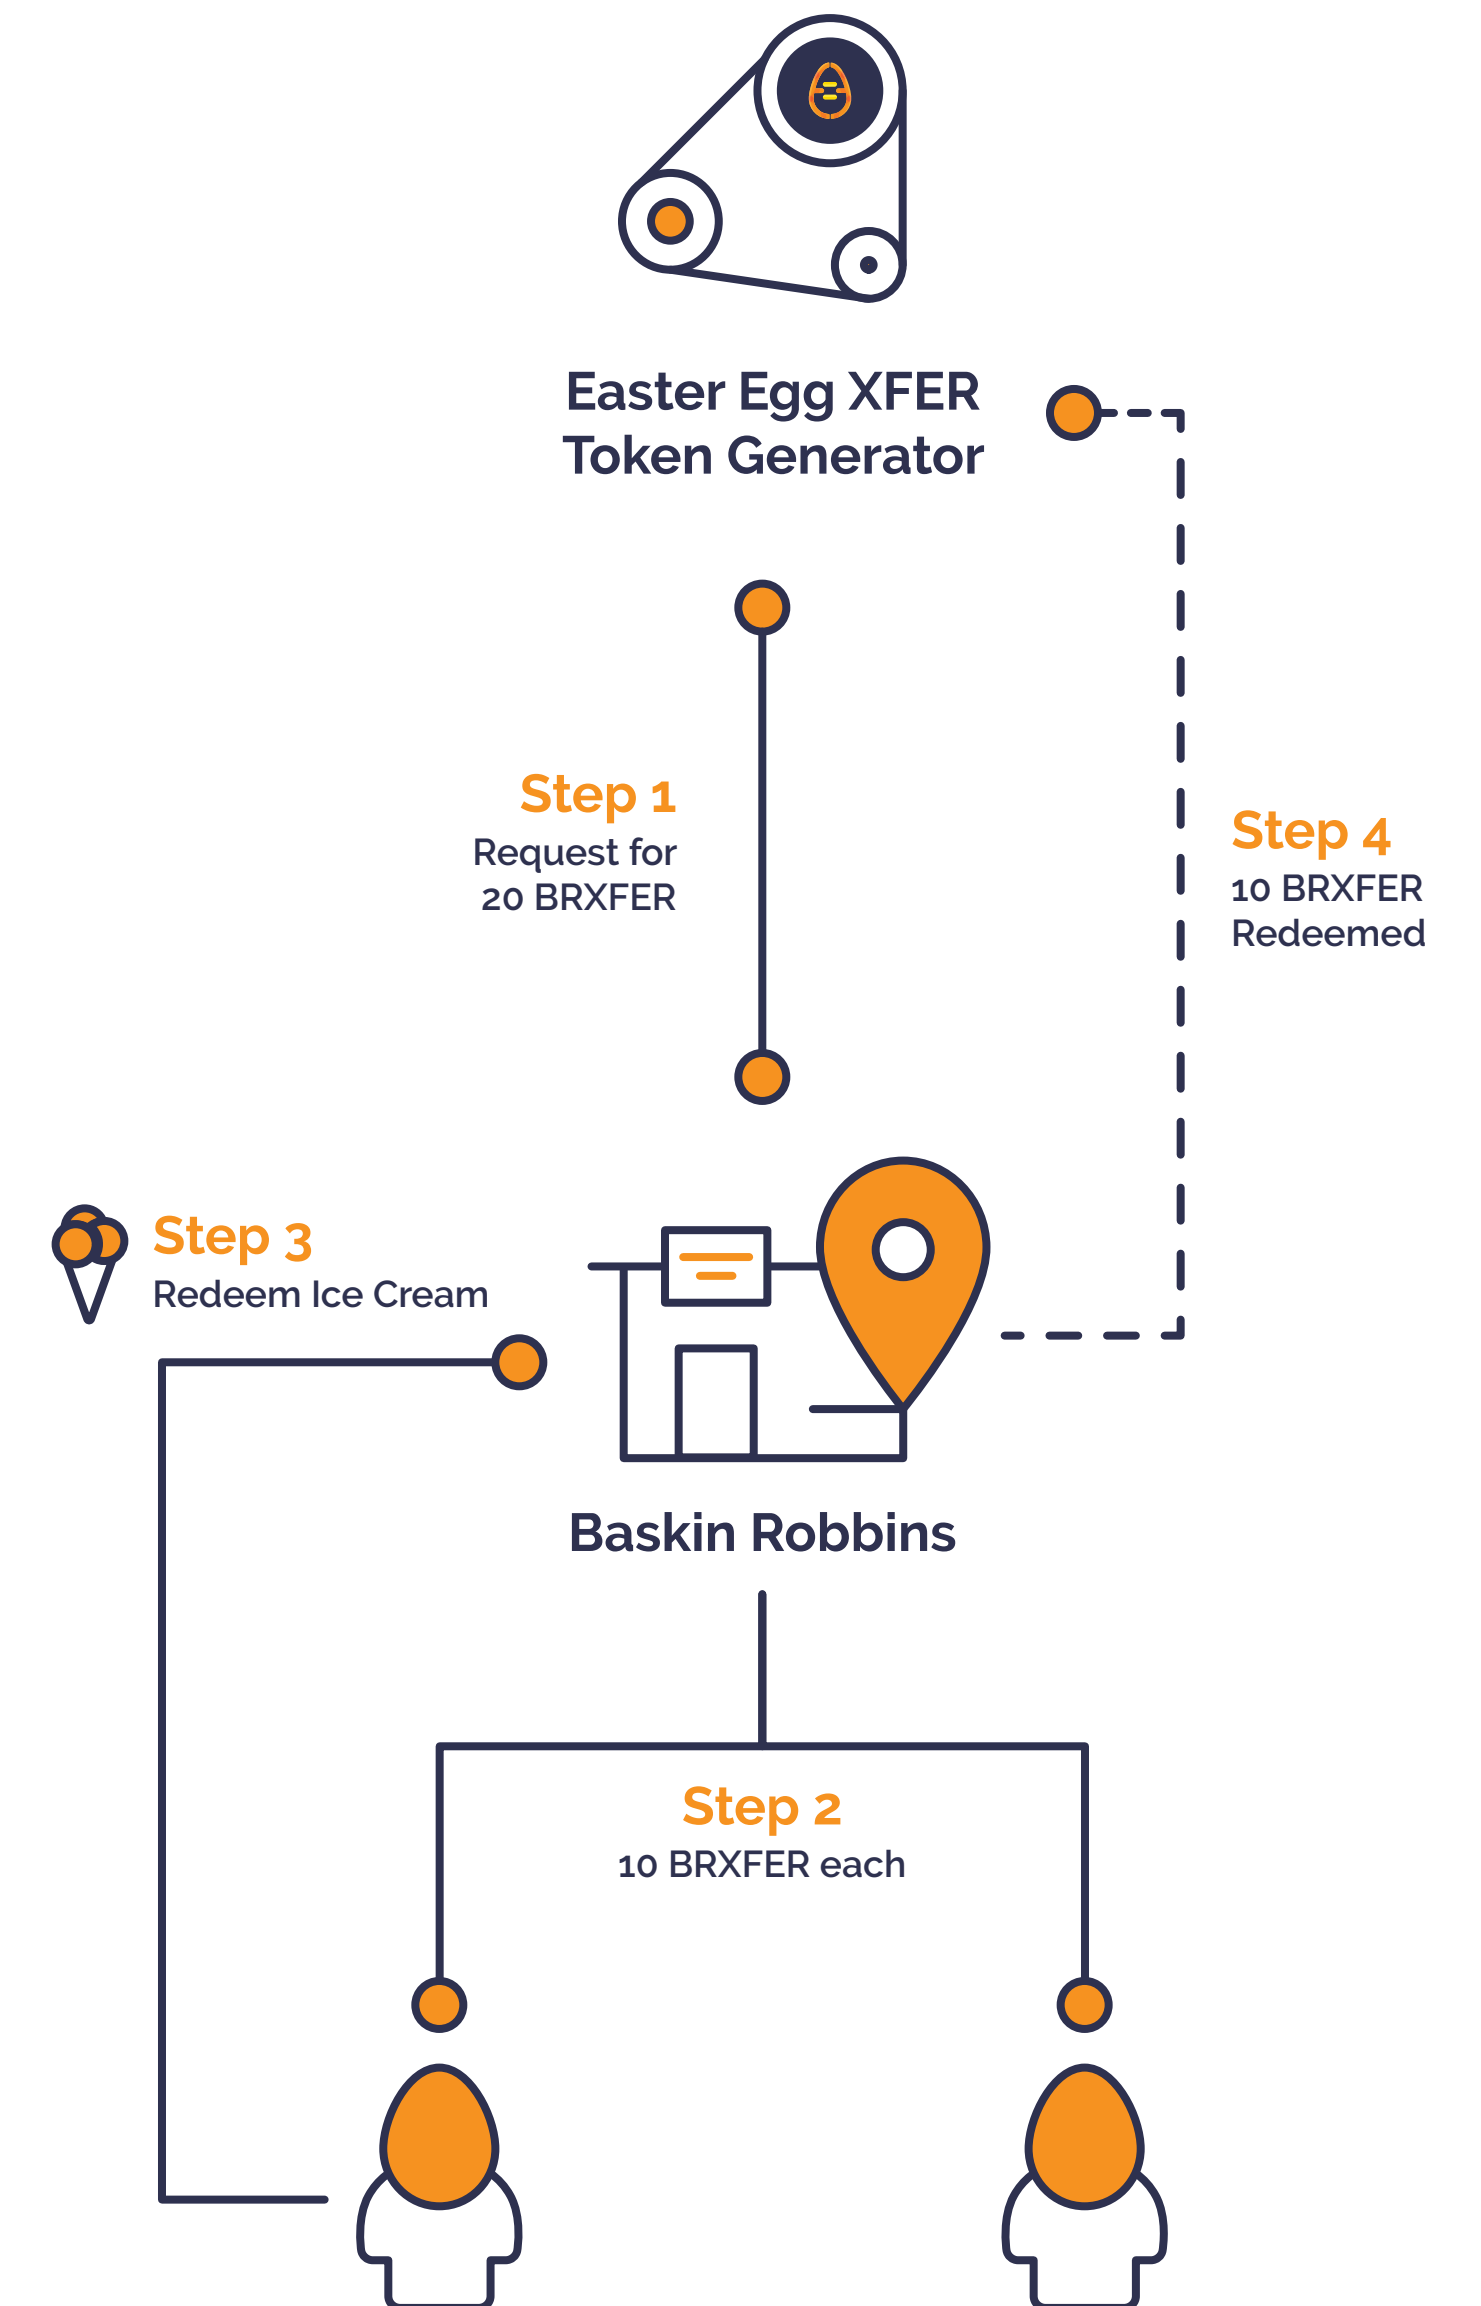 Easter Egg XFER
Token Generator
Step 1
Request for
20 BRXFER
Step 4
10 BRXFER
Redeemed
Step 3
Redeem Ice Cream
Baskin Robbins
Step 2
10 BRXFER each